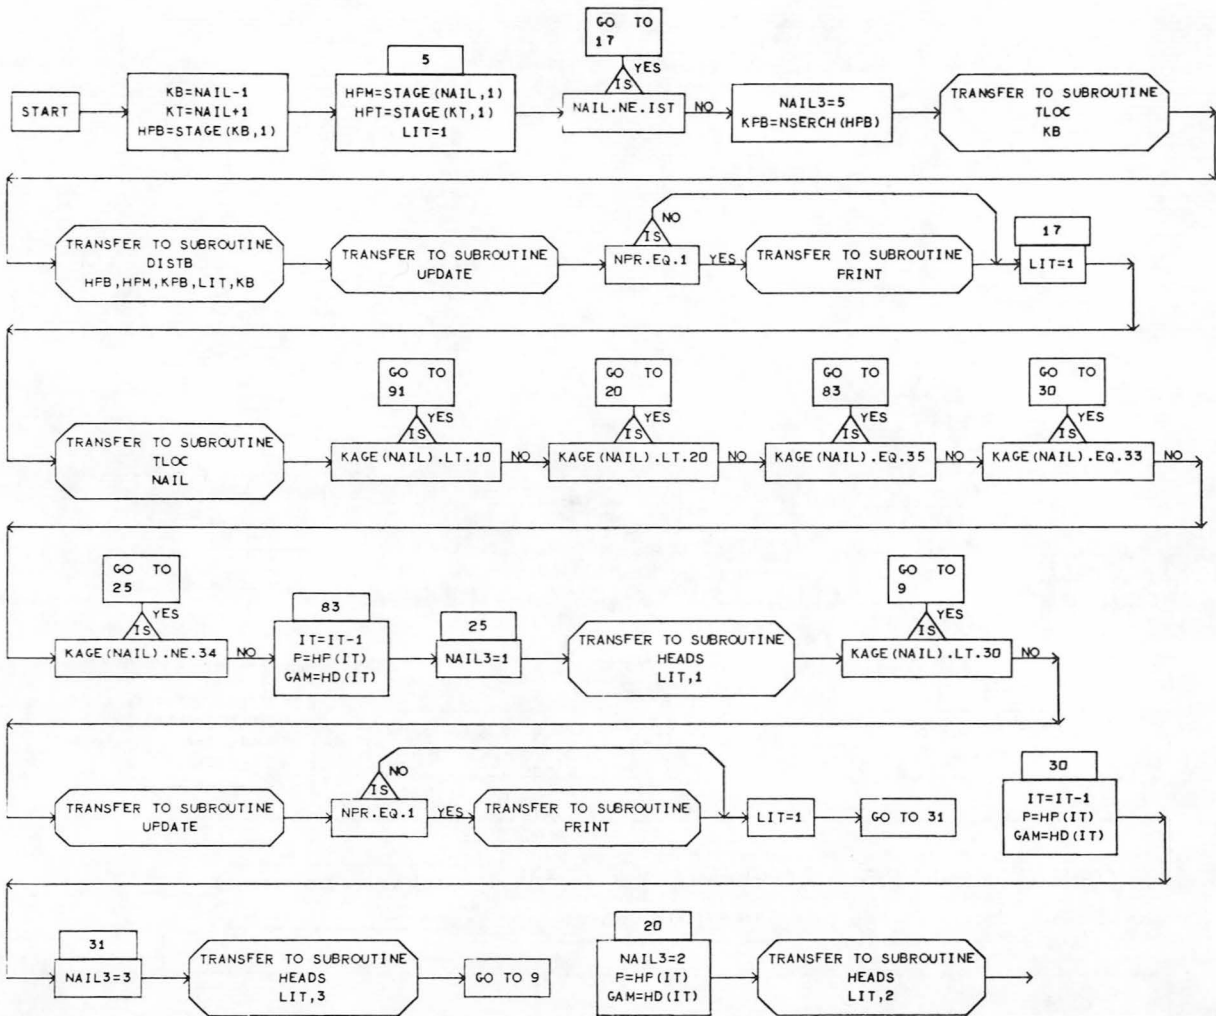 START
KB=NAIL-1
KT=NAIL+1
HPB=STAGE(KB,1)
5
HPM=STAGE(NAIL,1)
HPT=STAGE(KT,1)
LIT=1
GO TO
17
YES
IS
NAIL.NE.IST
NO
NAIL3=5
KPB=NSERCH(HPB)
TRANSFER TO SUBROUTINE
TLOC
KB
TRANSFER TO SUBROUTINE
DISTB
HPB,HPM,KPB,LIT,KB
TRANSFER TO SUBROUTINE
UPDATE
NO
IS
NPR.EQ.1
YES
TRANSFER TO SUBROUTINE
PRINT
17
LIT=1
TRANSFER TO SUBROUTINE
TLOC
NAIL
GO TO
91
YES
IS
KAGE(NAIL).LT.10
NO
GO TO
20
YES
IS
KAGE(NAIL).LT.20
NO
GO TO
83
YES
IS
KAGE(NAIL).EQ.35
NO
GO TO
30
YES
IS
KAGE(NAIL).EQ.33
NO
GO TO
25
YES
IS
KAGE(NAIL).NE.34
NO
83
IT=IT-1
P=HP(IT)
GAM=HD(IT)
25
NAIL3=1
TRANSFER TO SUBROUTINE
HEADS
LIT,1
GO TO
9
YES
IS
KAGE(NAIL).LT.30
NO
TRANSFER TO SUBROUTINE
UPDATE
NO
IS
NPR.EQ.1
YES
TRANSFER TO SUBROUTINE
PRINT
LIT=1
GO TO 31
30
IT=IT-1
P=HP(IT)
GAM=HD(IT)
31
NAIL3=3
TRANSFER TO SUBROUTINE
HEADS
LIT,3
GO TO 9
20
NAIL3=2
P=HP(IT)
GAM=HD(IT)
TRANSFER TO SUBROUTINE
HEADS
LIT,2